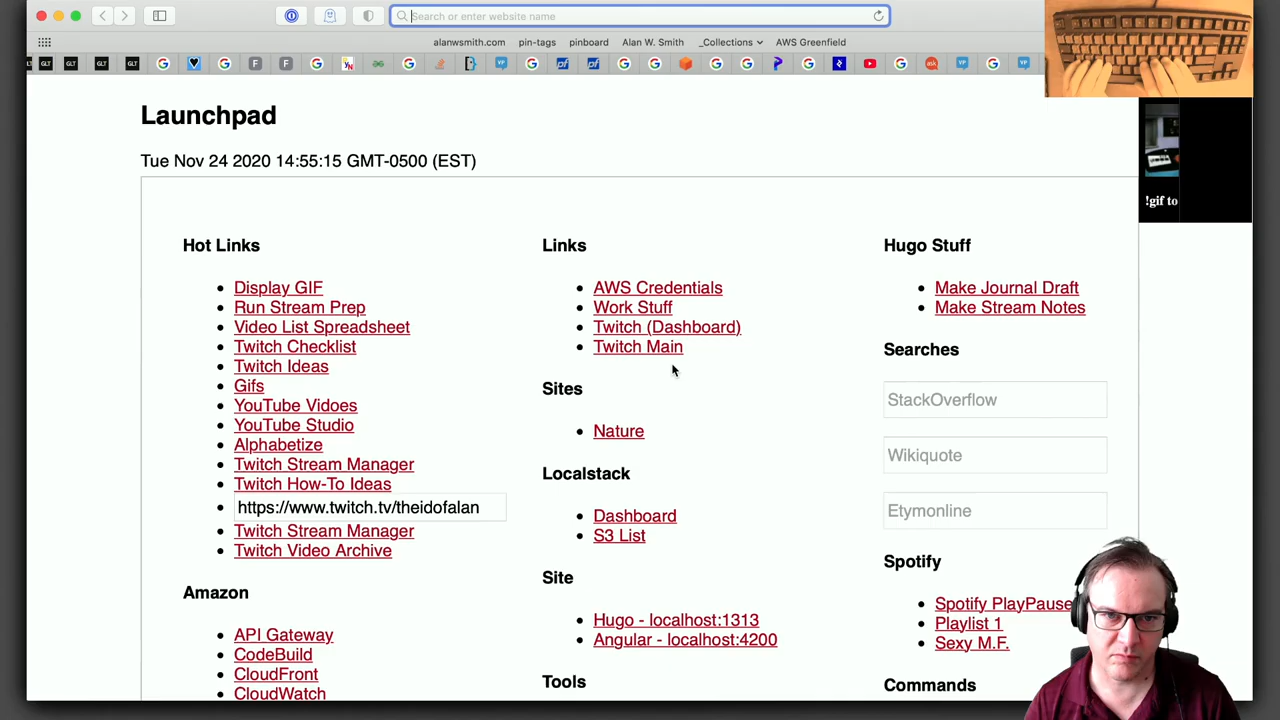 Search or enter website name
alanwsmith.com pin-tags pinboard Alan W. Smith _Collections AWS Greenfield
Launchpad
Tue Nov 24 2020 14:55:15 GMT-0500 (EST)
!gif to
Hot Links
Display GIF
Run Stream Prep
Video List Spreadsheet
Twitch Checklist
Twitch Ideas
Gifs
YouTube Vidoes
YouTube Studio
Alphabetize
Twitch Stream Manager
Twitch How-To Ideas
https://www.twitch.tv/theidofalan
Twitch Stream Manager
Twitch Video Archive
Amazon
API Gateway
CodeBuild
CloudFront
CloudWatch
Links
AWS Credentials
Work Stuff
Twitch (Dashboard)
Twitch Main
Sites
Nature
Localstack
Dashboard
S3 List
Site
Hugo - localhost:1313
Angular - localhost:4200
Tools
Hugo Stuff
Make Journal Draft
Make Stream Notes
Searches
StackOverflow
Wikiquote
Etymonline
Spotify
Spotify PlayPause
Playlist 1
Sexy M.F.
Commands